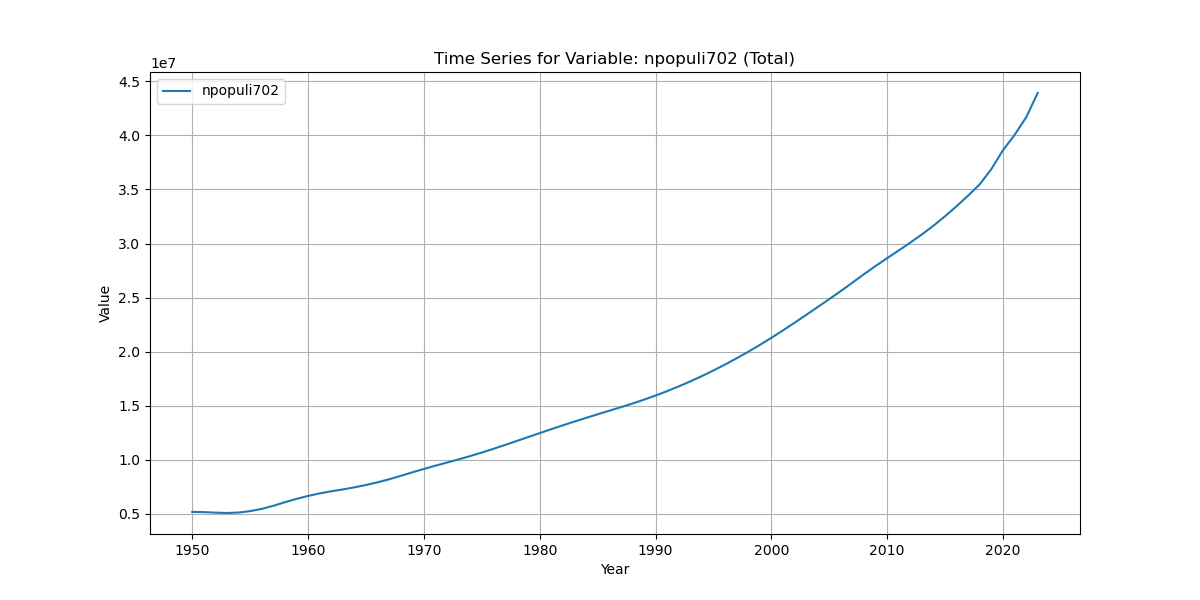 Time Series for Variable: npopuli702 (Total)
1e7
npopuli702
4.5
4.0
3.5
3.0
2.5
2.0
1.5
1.0
0.5
Value
1950 1960 1970 1980 1990 2000 2010 2020
Year